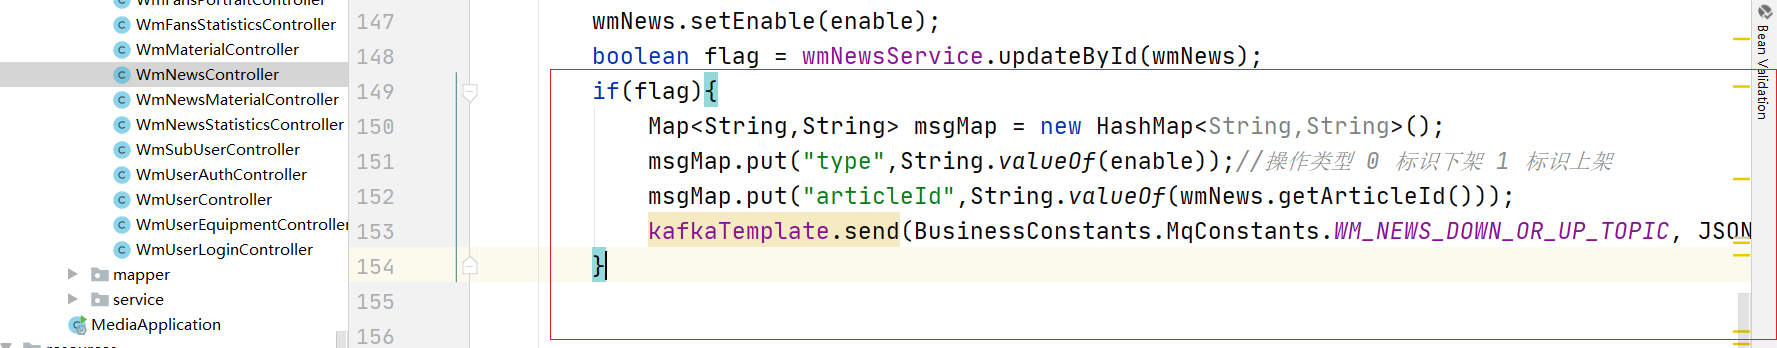 WmFansPortraitController
WmFansStatisticsController
WmMaterialController
WmNewsController
WmNewsMaterialController
WmNewsStatisticsController
WmSubUserController
WmUserAuthController
WmUserController
WmUserEquipmentController
WmUserLoginController
mapper
service
MediaApplication
resources
147 wmNews.setEnable(enable);
148 boolean flag = wmNewsService.updateById(wmNews);
149 if(flag){
150 Map<String,String> msgMap = new HashMap<String,String>();
151 msgMap.put("type",String.valueOf(enable));//操作类型 0 标识下架 1 标识上架
152 msgMap.put("articleId",String.valueOf(wmNews.getArticleId()));
153 kafkaTemplate.send(BusinessConstants.MqConstants.WM_NEWS_DOWN_OR_UP_TOPIC, JSON
154 }
155
156
Bean Validation